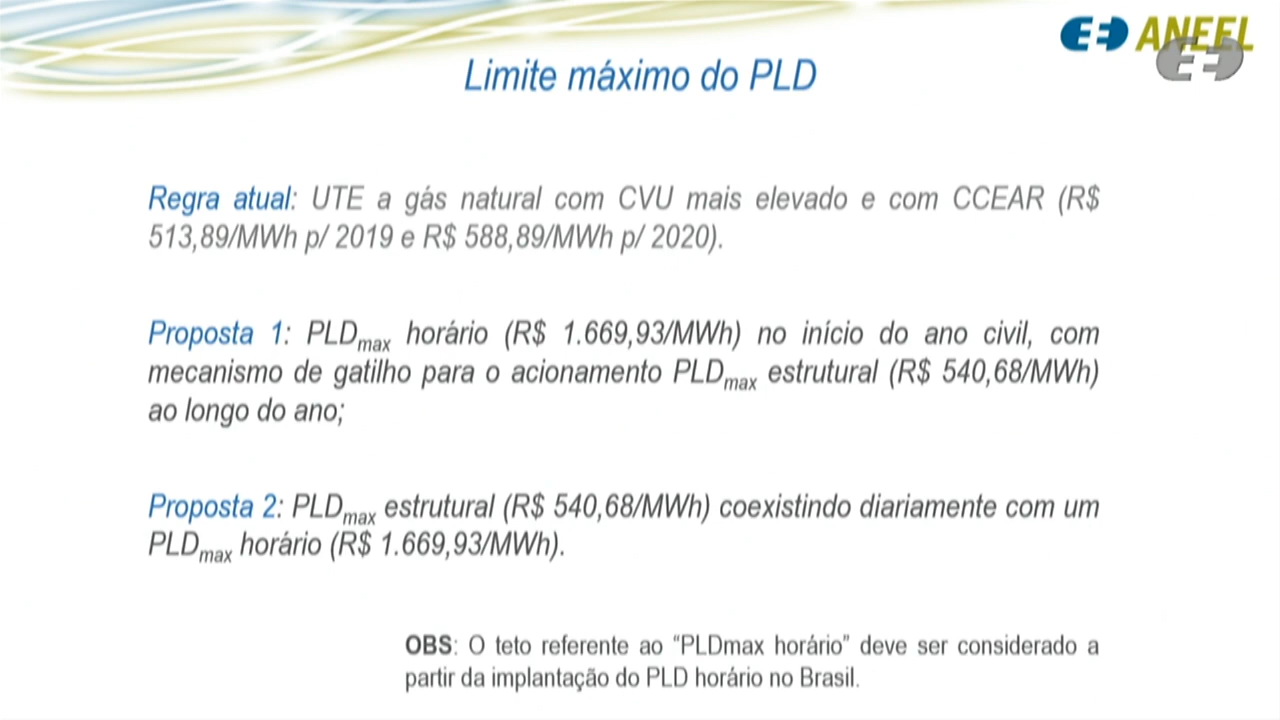 ANEEL
Limite máximo do PLD
Regra atual: UTE a gás natural com CVU mais elevado e com CCEAR (R$
513,89/MWh p/ 2019 e R$ 588,89/MWh p/ 2020).
Proposta 1: PLDmax horário (R$ 1.669,93/MWh) no início do ano civil, com
mecanismo de gatilho para o acionamento PLDmax estrutural (R$ 540,68/MWh)
ao longo do ano;
Proposta 2: PLDmax estrutural (R$ 540,68/MWh) coexistindo diariamente com um
PLDmax horário (R$ 1.669,93/MWh).
OBS: O teto referente ao “PLDmax horário” deve ser considerado a
partir da implantação do PLD horário no Brasil.